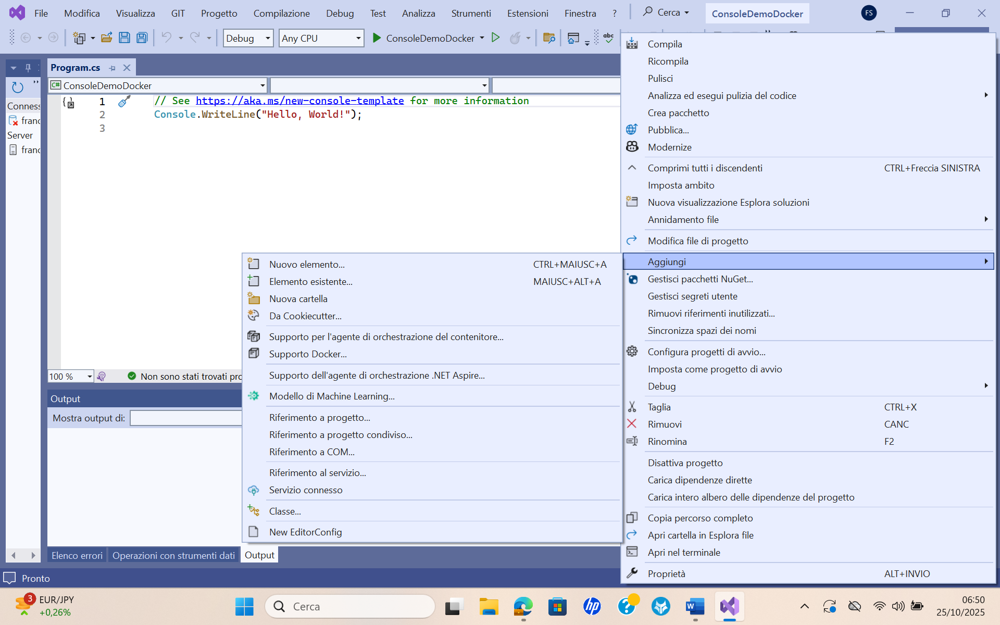 File Modifica Visualizza GIT Progetto Compilazione Debug Test Analizza Strumenti Estensioni Finestra ? Cerca ConsoleDemoDocker FS
Debug Any CPU ConsoleDemoDocker abc
Program.cs
C# ConsoleDemoDocker
Conness
franc
Server
franc
1 // See https://aka.ms/new-console-template for more information
2 Console.WriteLine("Hello, World!");
3
100 % Non sono stati trovati pro
Output
Mostra output di:
Elenco errori Operazioni con strumenti dati Output
Pronto
Nuovo elemento... CTRL+MAIUSC+A
Elemento esistente... MAIUSC+ALT+A
Nuova cartella
Da Cookiecutter...
Supporto per l'agente di orchestrazione del contenitore...
Supporto Docker...
Supporto dell'agente di orchestrazione .NET Aspire...
Modello di Machine Learning...
Riferimento a progetto...
Riferimento a progetto condiviso...
Riferimento a COM...
Riferimento al servizio...
Servizio connesso
Classe...
New EditorConfig
Compila
Ricompila
Pulisci
Analizza ed esegui pulizia del codice
Crea pacchetto
Pubblica...
Modernize
Comprimi tutti i discendenti CTRL+Freccia SINISTRA
Imposta ambito
Nuova visualizzazione Esplora soluzioni
Annidamento file
Modifica file di progetto
Aggiungi
Gestisci pacchetti NuGet...
Gestisci segreti utente
Rimuovi riferimenti inutilizzati...
Sincronizza spazi dei nomi
Configura progetti di avvio...
Imposta come progetto di avvio
Debug
Taglia CTRL+X
Rimuovi CANC
Rinomina F2
Disattiva progetto
Carica dipendenze dirette
Carica intero albero delle dipendenze del progetto
Copia percorso completo
Apri cartella in Esplora file
Apri nel terminale
Proprietà ALT+INVIO
3 EUR/JPY
+0,26%
Cerca
hp
W
06:50
25/10/2025